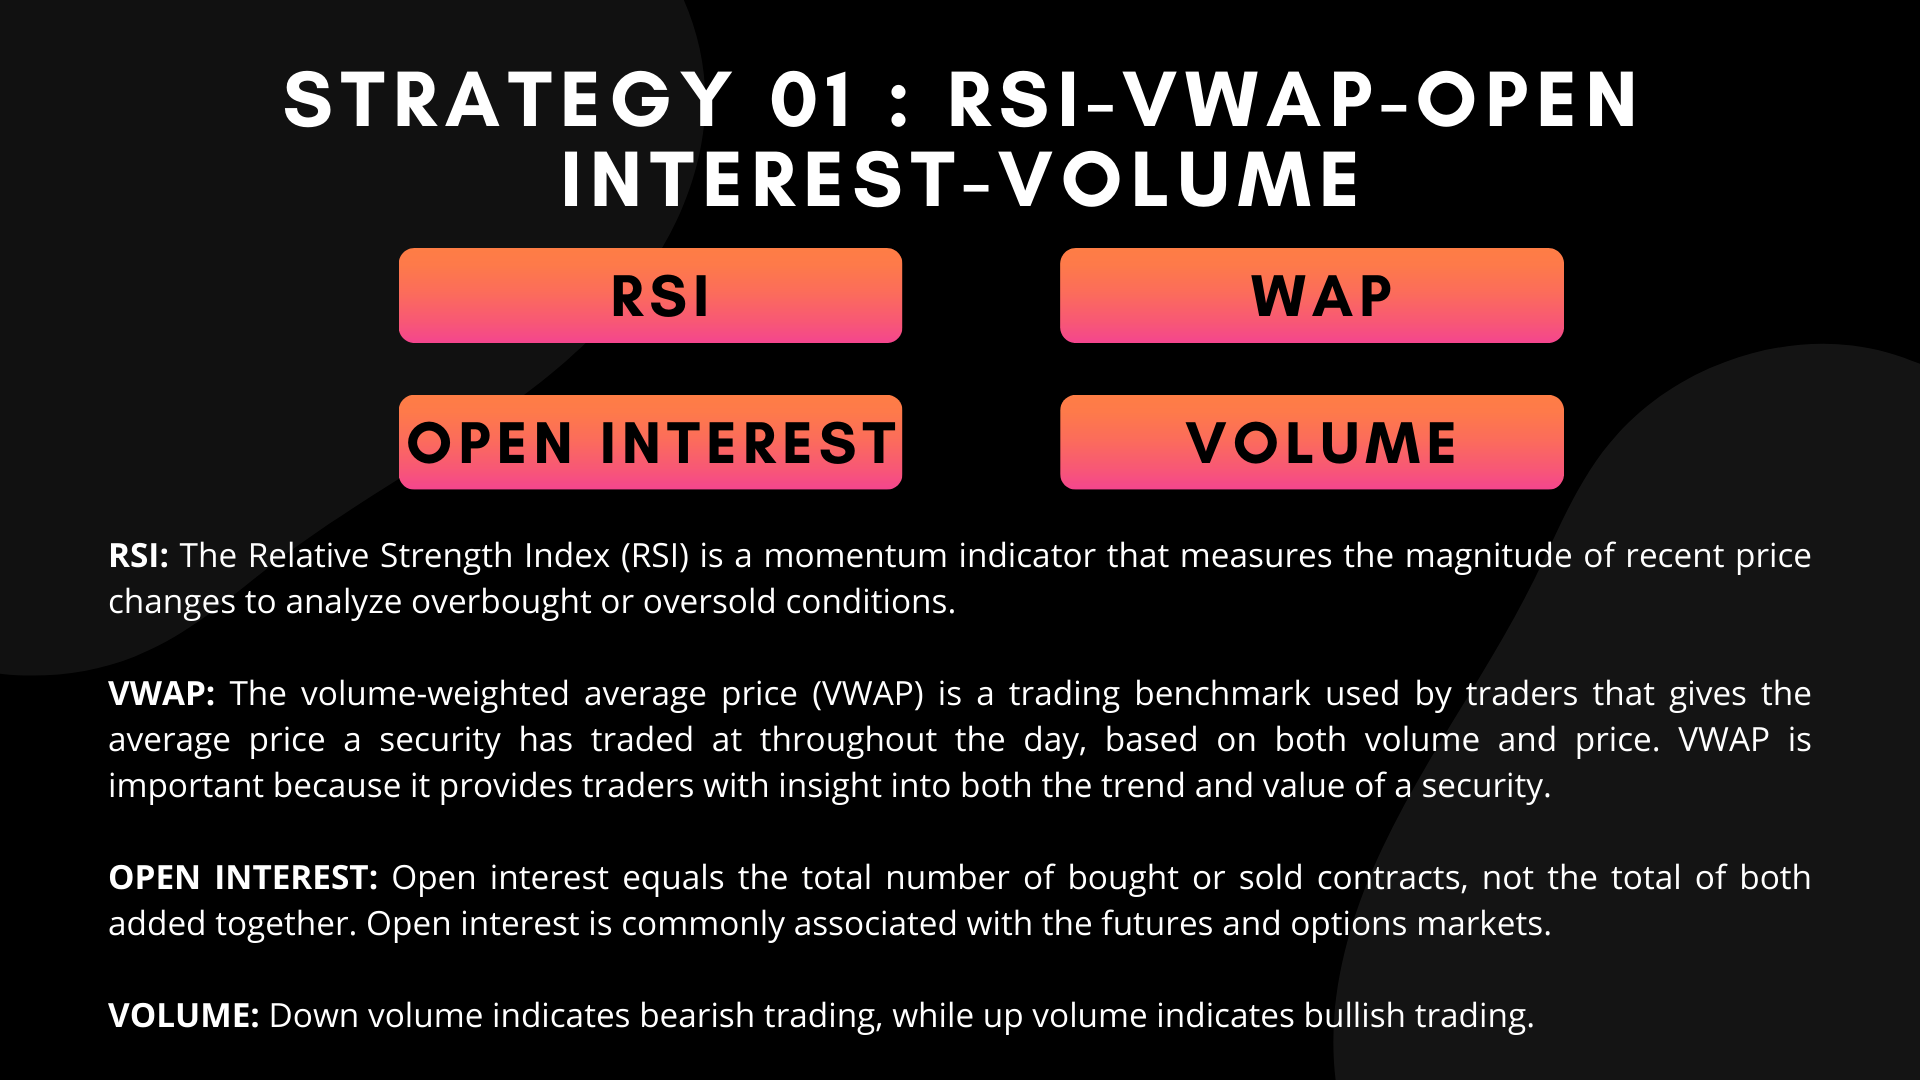 STRATEGY 01 : RSI-VWAP-OPEN
INTEREST-VOLUME
RSI
WAP
OPEN INTEREST
VOLUME
RSI: The Relative Strength Index (RSI) is a momentum indicator that measures the magnitude of recent price
changes to analyze overbought or oversold conditions.
VWAP: The volume-weighted average price (VWAP) is a trading benchmark used by traders that gives the
average price a security has traded at throughout the day, based on both volume and price. VWAP is
important because it provides traders with insight into both the trend and value of a security.
OPEN INTEREST: Open interest equals the total number of bought or sold contracts, not the total of both
added together. Open interest is commonly associated with the futures and options markets.
VOLUME: Down volume indicates bearish trading, while up volume indicates bullish trading.